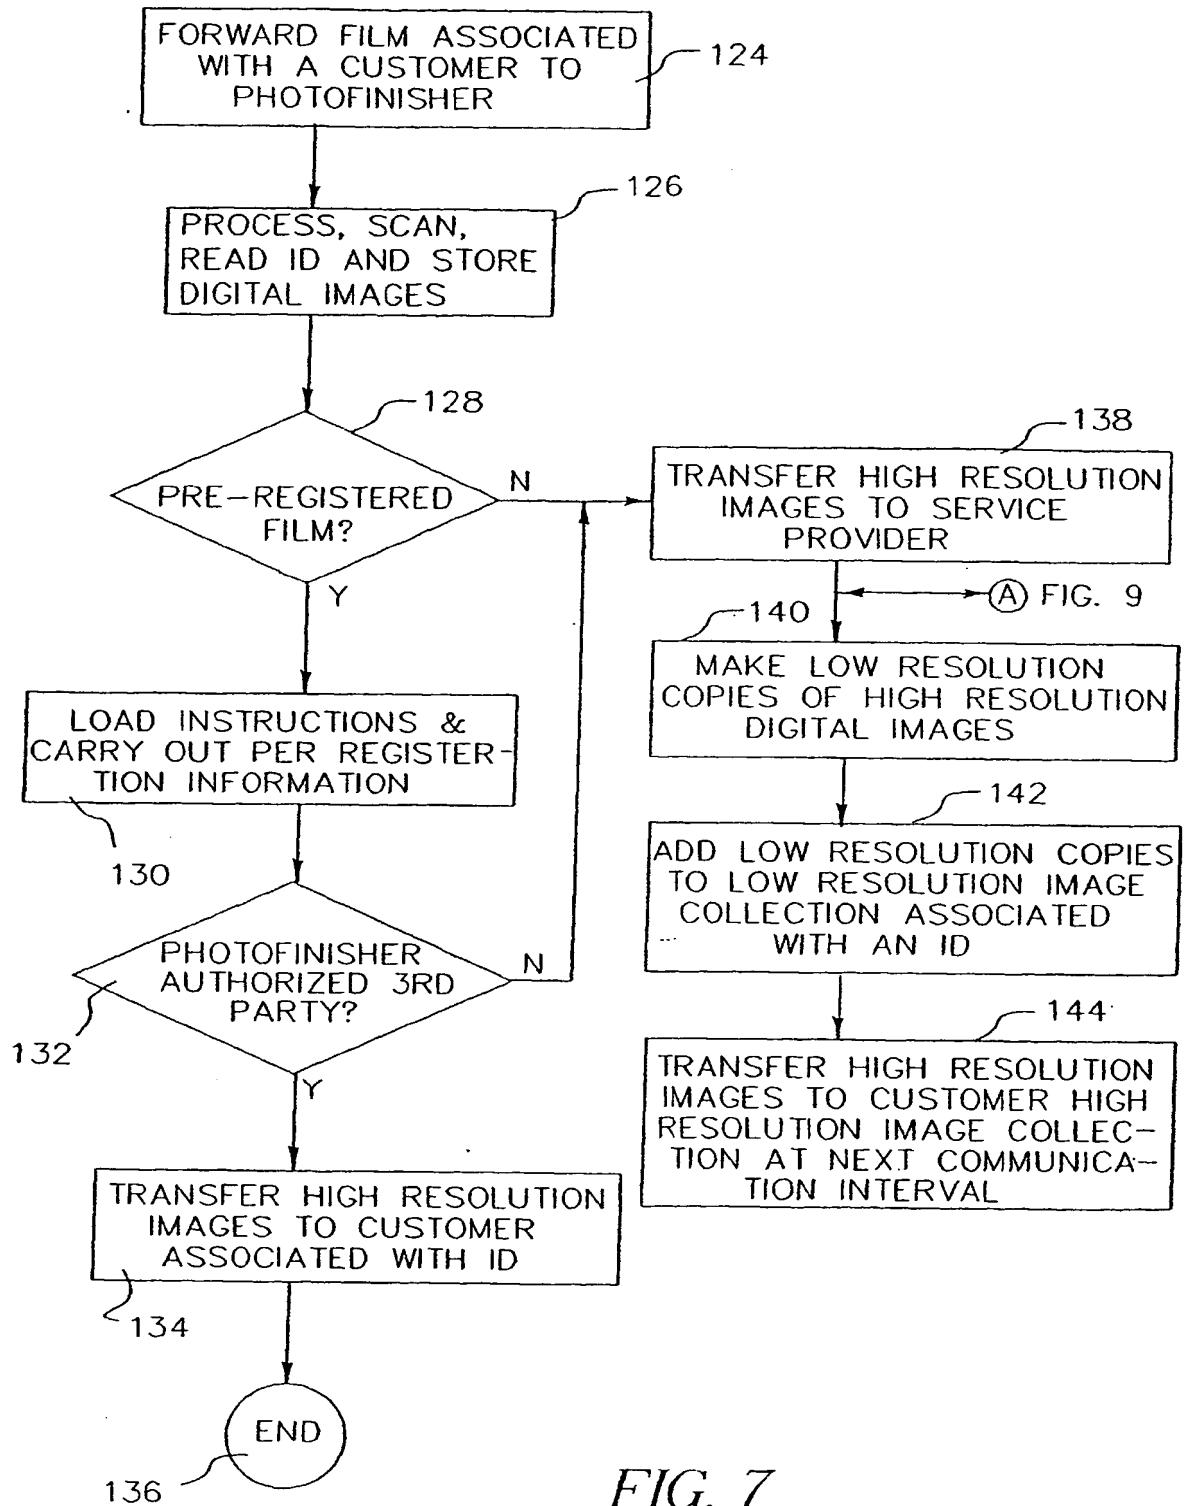 FORWARD FILM ASSOCIATED
WITH A CUSTOMER TO
PHOTOFINISHER
124
PROCESS, SCAN,
READ ID AND STORE
DIGITAL IMAGES
126
PRE-REGISTERED
FILM?
128
N
Y
LOAD INSTRUCTIONS &
CARRY OUT PER REGISTER-
TION INFORMATION
130
PHOTOFINISHER
AUTHORIZED 3RD
PARTY?
132
N
Y
TRANSFER HIGH RESOLUTION
IMAGES TO CUSTOMER
ASSOCIATED WITH ID
134
END
136
138
TRANSFER HIGH RESOLUTION
IMAGES TO SERVICE
PROVIDER
A FIG. 9
140
MAKE LOW RESOLUTION
COPIES OF HIGH RESOLUTION
DIGITAL IMAGES
142
ADD LOW RESOLUTION COPIES
TO LOW RESOLUTION IMAGE
COLLECTION ASSOCIATED
WITH AN ID
144
TRANSFER HIGH RESOLUTION
IMAGES TO CUSTOMER HIGH
RESOLUTION IMAGE COLLEC-
TION AT NEXT COMMUNICA-
TION INTERVAL
FIG. 7